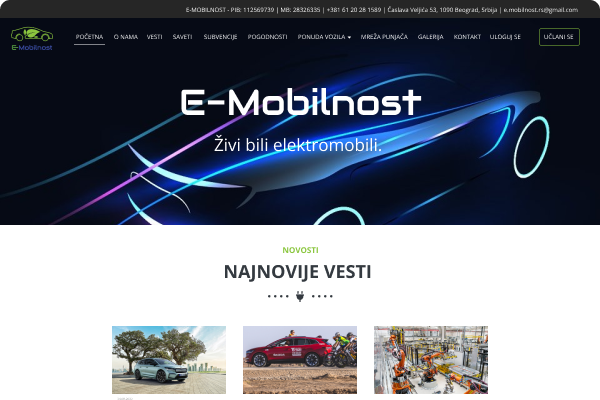 E-MOBILNOST - PIB: 112569739 | MB: 28326335 | +381 61 20 28 1589 | Časlava Veljića 53, 1090 Beograd, Srbija | e.mobilnost.rs@gmail.com
E-Mobilnost
POČETNA O NAMA VESTI SAVETI SUBVENCIJE POGODNOSTI PONUDA VOZILA MREŽA PUNJAČA GALERIJA KONTAKT ULOGUJ SE UČLANI SE
E-Mobilnost
Živi bili elektromobili.
NOVOSTI
NAJNOVIJE VESTI